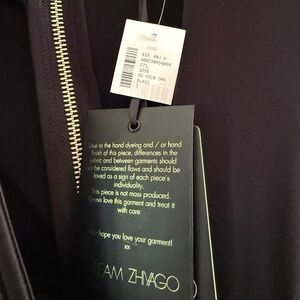 BLACK
Due to the hand dyeing and / or hand
finish of this piece, differences in the
fabric and between garments should
not be considered flaws and should be
loved as a sign of each piece's
individuality.
This piece is not mass produced.
Please love this garment and treat it
with care
We hope you love your garment!
xx
TEAM ZHIVAGO